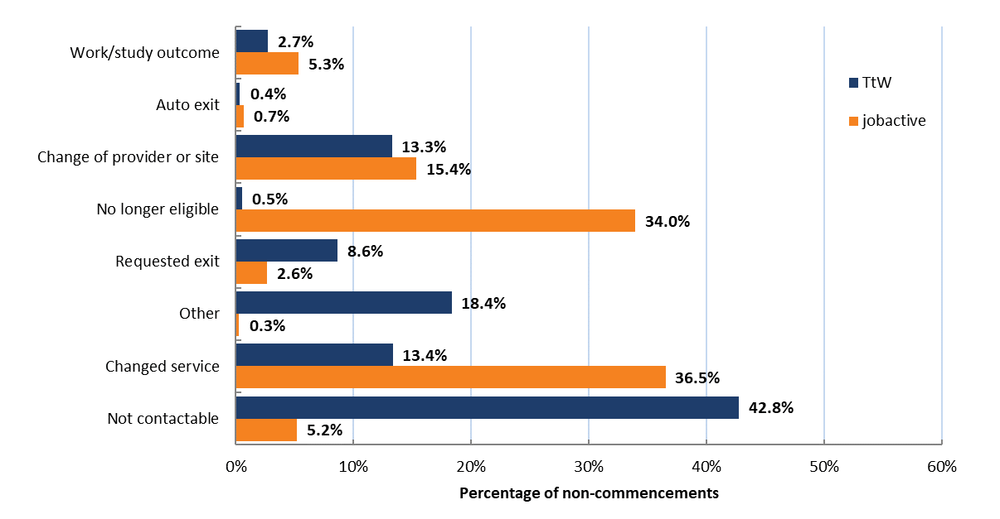 Work/study outcome
2.7%
5.3%
Auto exit
0.4%
0.7%
Change of provider or site
13.3%
15.4%
No longer eligible
0.5%
34.0%
Requested exit
8.6%
2.6%
Other
18.4%
0.3%
Changed service
13.4%
36.5%
Not contactable
42.8%
5.2%
TtW
jobactive
0%
10%
20%
30%
40%
50%
60%
Percentage of non-commencements